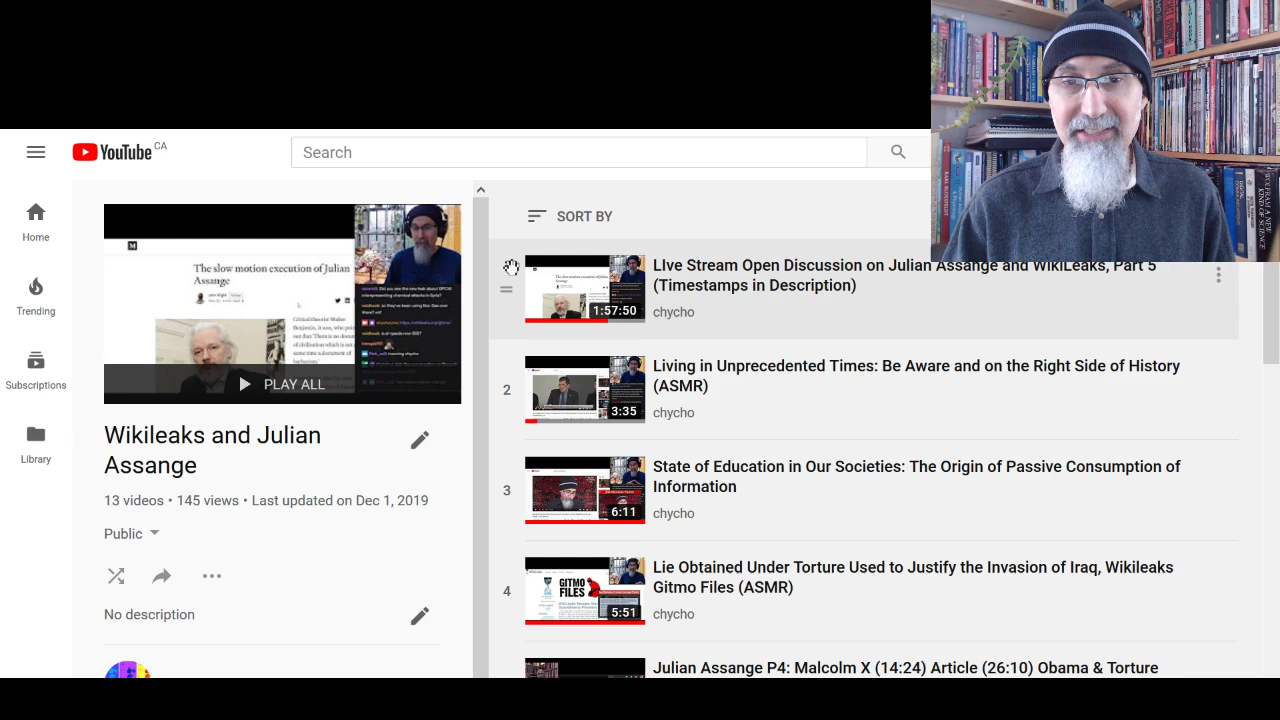 YouTube CA
Search
Home
Trending
Subscriptions
Library
M
The slow motion execution of Julian
Assange
PLAY ALL
Wikileaks and Julian
Assange
13 videos • 145 views • Last updated on Dec 1, 2019
Public
No description
SORT BY
LIve Stream Open Discussion on Julian Assange and WikiLeaks, Part 5
(Timestamps in Description)
chycho
1:57:50
2
Living in Unprecedented Times: Be Aware and on the Right Side of History
(ASMR)
chycho
3:35
3
State of Education in Our Societies: The Origin of Passive Consumption of
Information
chycho
6:11
4
Lie Obtained Under Torture Used to Justify the Invasion of Iraq, Wikileaks
Gitmo Files (ASMR)
chycho
GITMO
FILES
5:51
Julian Assange P4: Malcolm X (14:24) Article (26:10) Obama & Torture
WOLFRAM A NEW
KIND OF SCIENCE